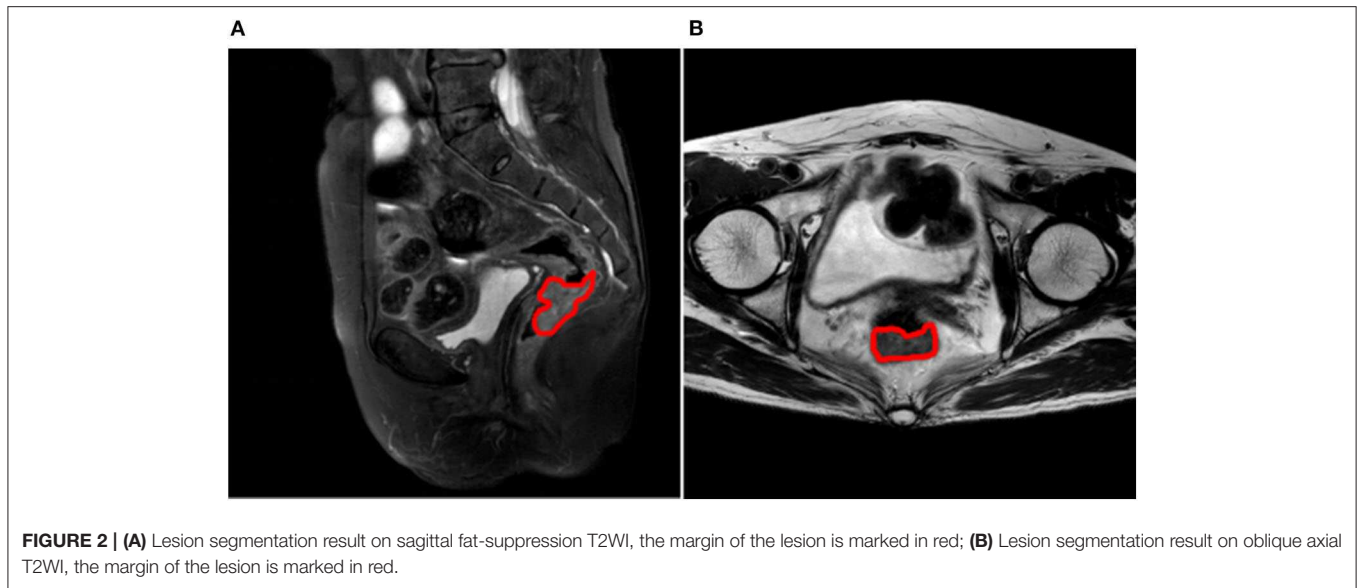 A
B
FIGURE 2 | (A) Lesion segmentation result on sagittal fat-suppression T2WI, the margin of the lesion is marked in red; (B) Lesion segmentation result on oblique axial
T2WI, the margin of the lesion is marked in red.